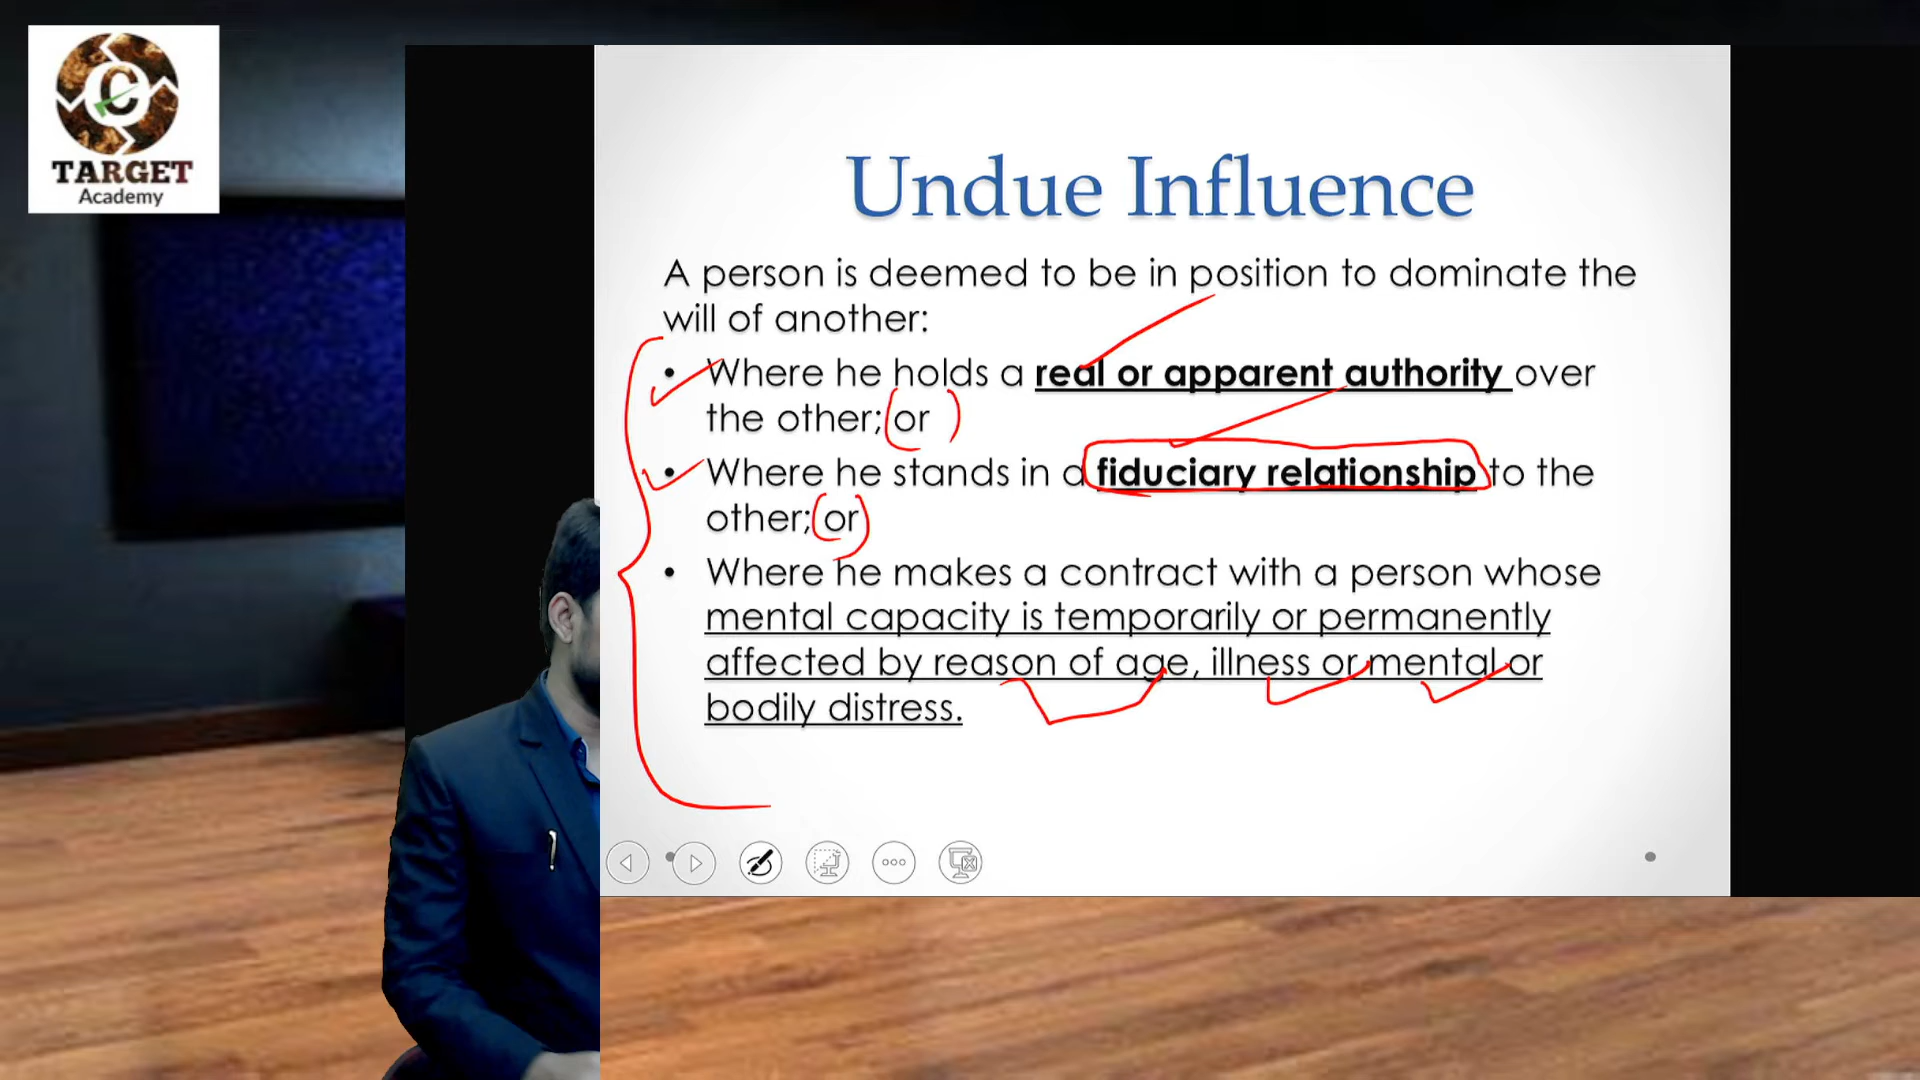 C
TARGET
Academy
Undue Influence
A person is deemed to be in position to dominate the
will of another:
• Where he holds a real or apparent authority over
the other; or
• Where he stands in a fiduciary relationship to the
other; or
• Where he makes a contract with a person whose
mental capacity is temporarily or permanently
affected by reason of age, illness or mental or
bodily distress.